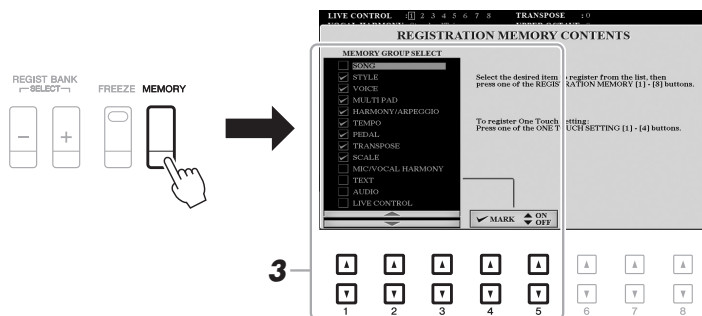 LIVE CONTROL :1 2 3 4 5 6 7 8 TRANSPOSE :0
REGISTRATION MEMORY CONTENTS
MEMORY GROUP SELECT
SONG
STYLE
VOICE
MULTI PAD
HARMONY/ARPEGGIO
TEMPO
PEDAL
TRANSPOSE
SCALE
MIC/VOCAL HARMONY
TEXT
AUDIO
LIVE CONTROL
Select the desired item to register from the list, then
press one of the REGISTRATION MEMORY [1] - [8] buttons.
To register One Touch Setting:
Press one of the ONE TOUCH SETTING [1] - [4] buttons.
MARK ON
OFF
REGIST BANK
SELECT
FREEZE MEMORY
- +
3
1 2 3 4 5 6 7 8